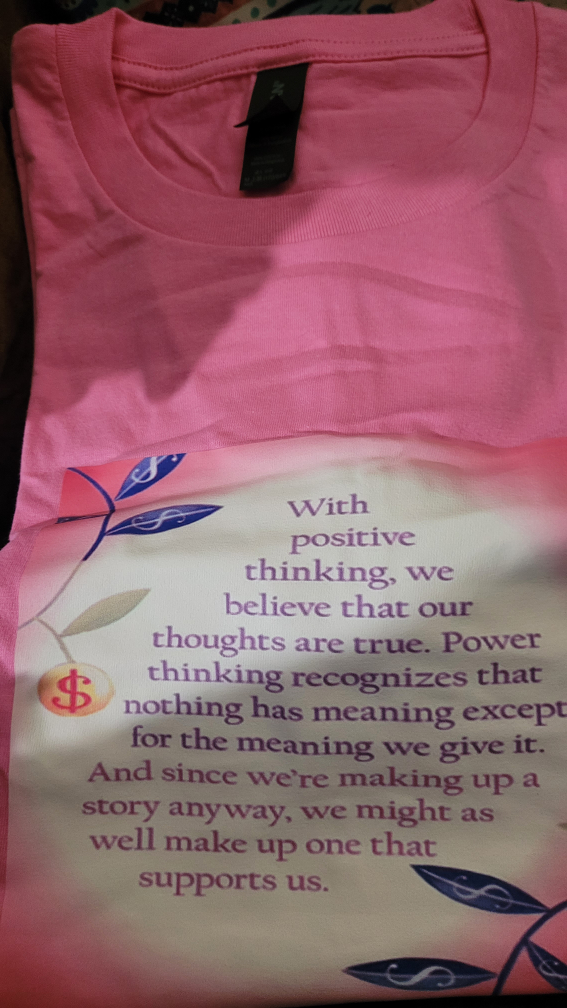 With
positive
thinking, we
believe that our
thoughts are true. Power
thinking recognizes that
nothing has meaning except
for the meaning we give it.
And since we're making up a
story anyway, we might as
well make up one that
supports us.
$